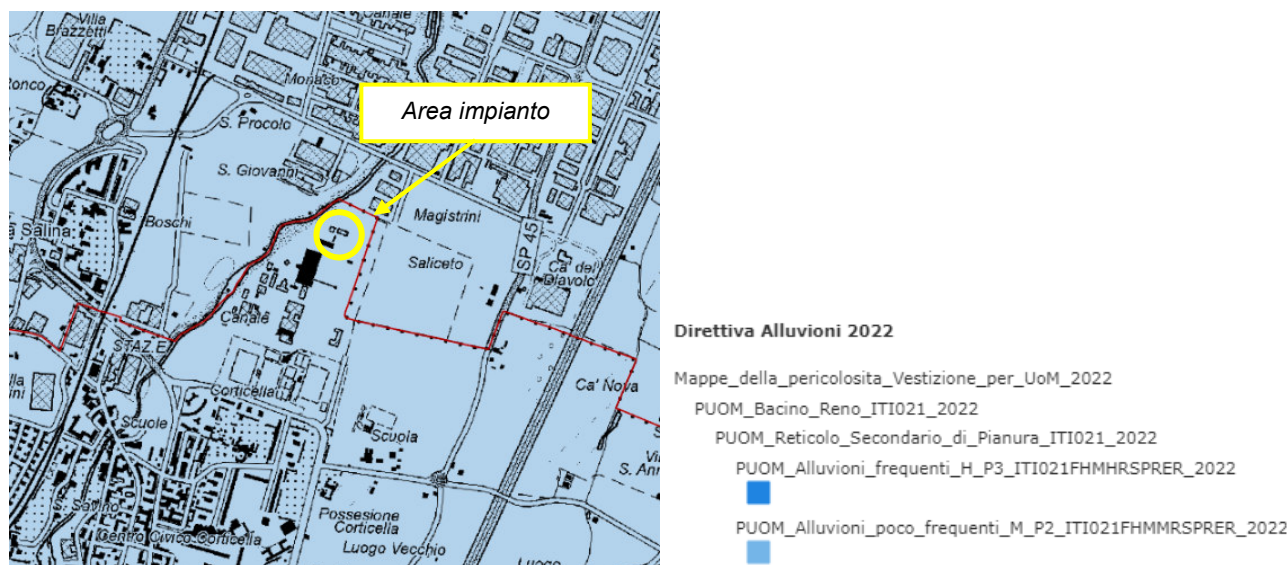 Villa
Brazzetti
Canale
Ronco
Monaco
Area impianto
S. Procolo
S. Giovanni
Magistrini
Boschi
a Salina
SP 45
Saliceto
Ca' del
Diavolo
Canale
STAZ.E
Ca' Nova
Corticella
Scuole
Scuola
S. Ann
S. Savino
Possesione
Corticella
Centro Civico Corticella
Luogo Vecchio
Luogo
Direttiva Alluvioni 2022
Mappe_della_pericolosita_Vestizione_per_UoM_2022
PUOM_Bacino_Reno_ITI021_2022
PUOM_Reticolo_Secondario_di_Pianura_ITI021_2022
PUOM_Alluvioni_frequenti_H_P3_ITI021FHMHRSPRER_2022
PUOM_Alluvioni_poco_frequenti_M_P2_ITI021FHMMRSPRER_2022